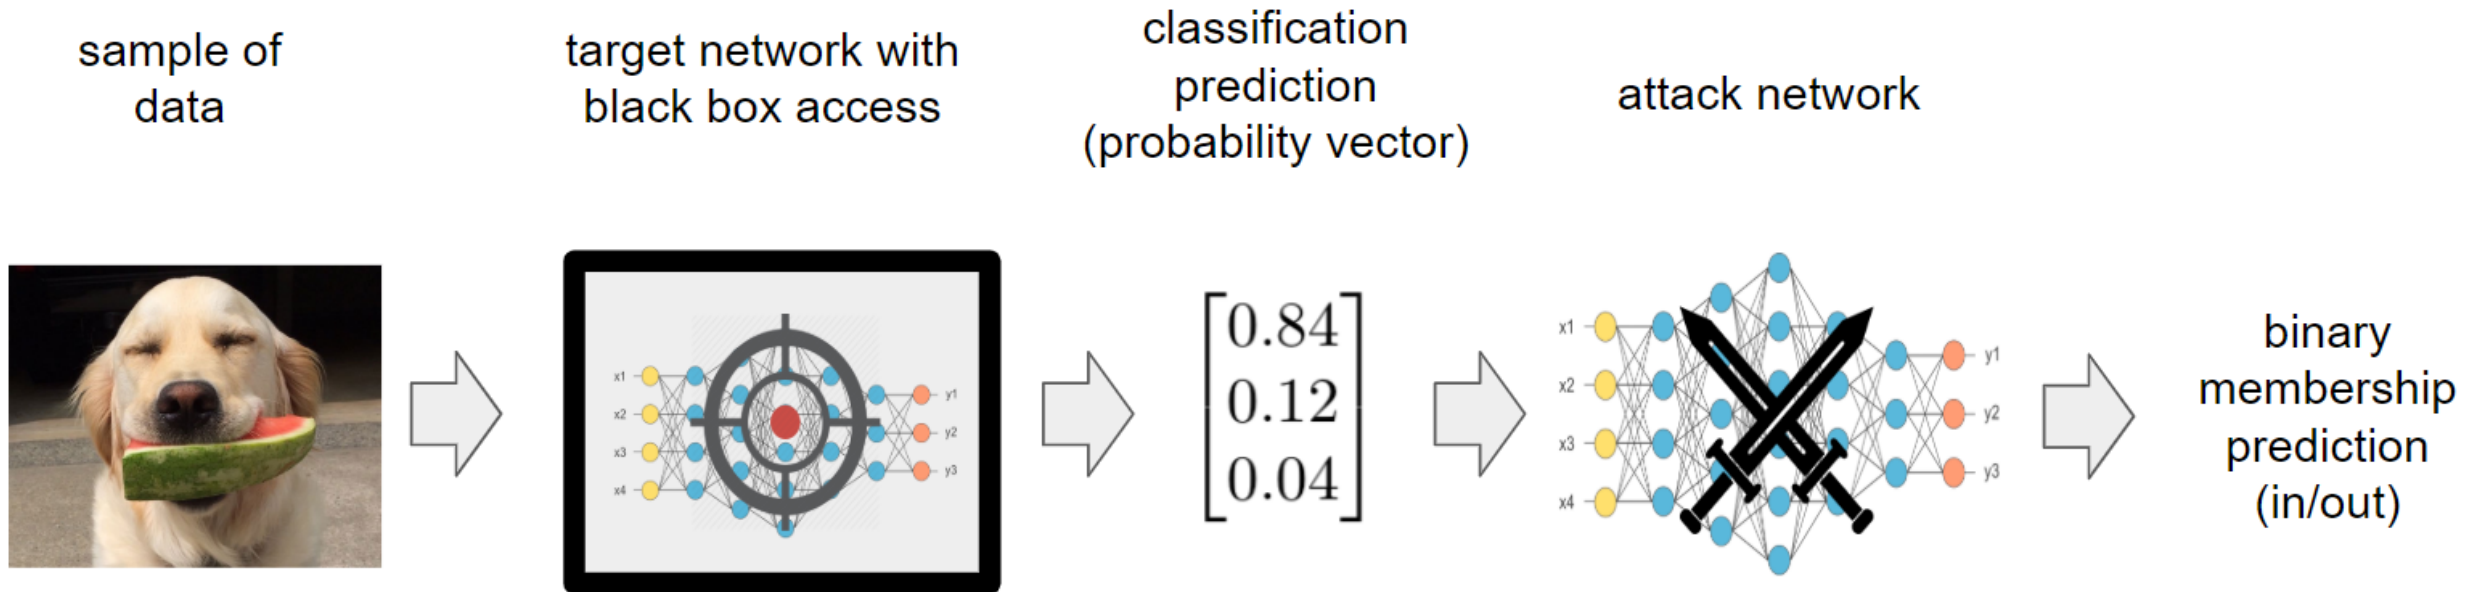 sample of
data
target network with
black box access
classification
prediction
(probability vector)
attack network
x1
x2
x3
x4
y1
y2
y3
0.84
0.12
0.04
x1
x2
x3
x4
y1
y2
y3
binary
membership
prediction
(in/out)